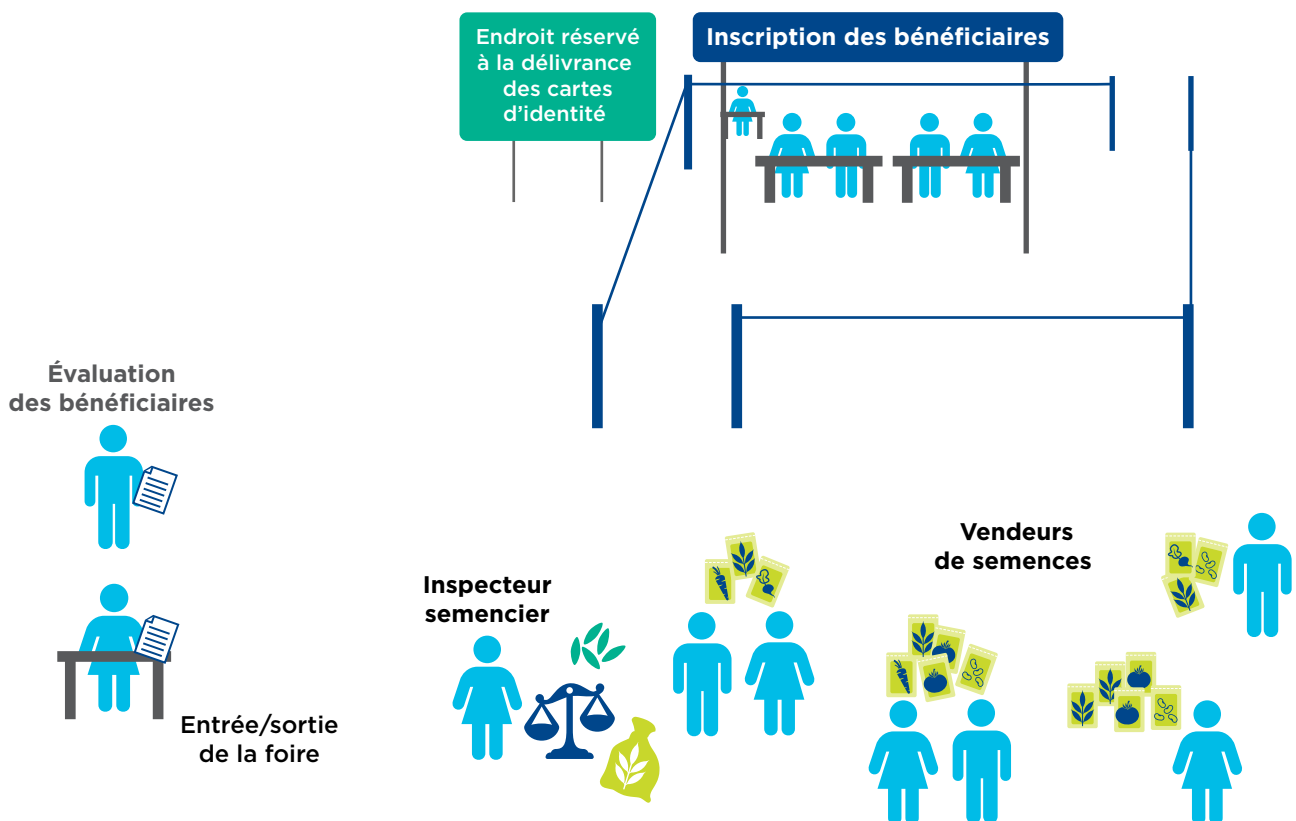 Endroit réservé
à la délivrance
des cartes
d'identité
Inscription des bénéficiaires
Évaluation
des bénéficiaires
Vendeurs
de semences
Inspecteur
semencier
Entrée/sortie
de la foire